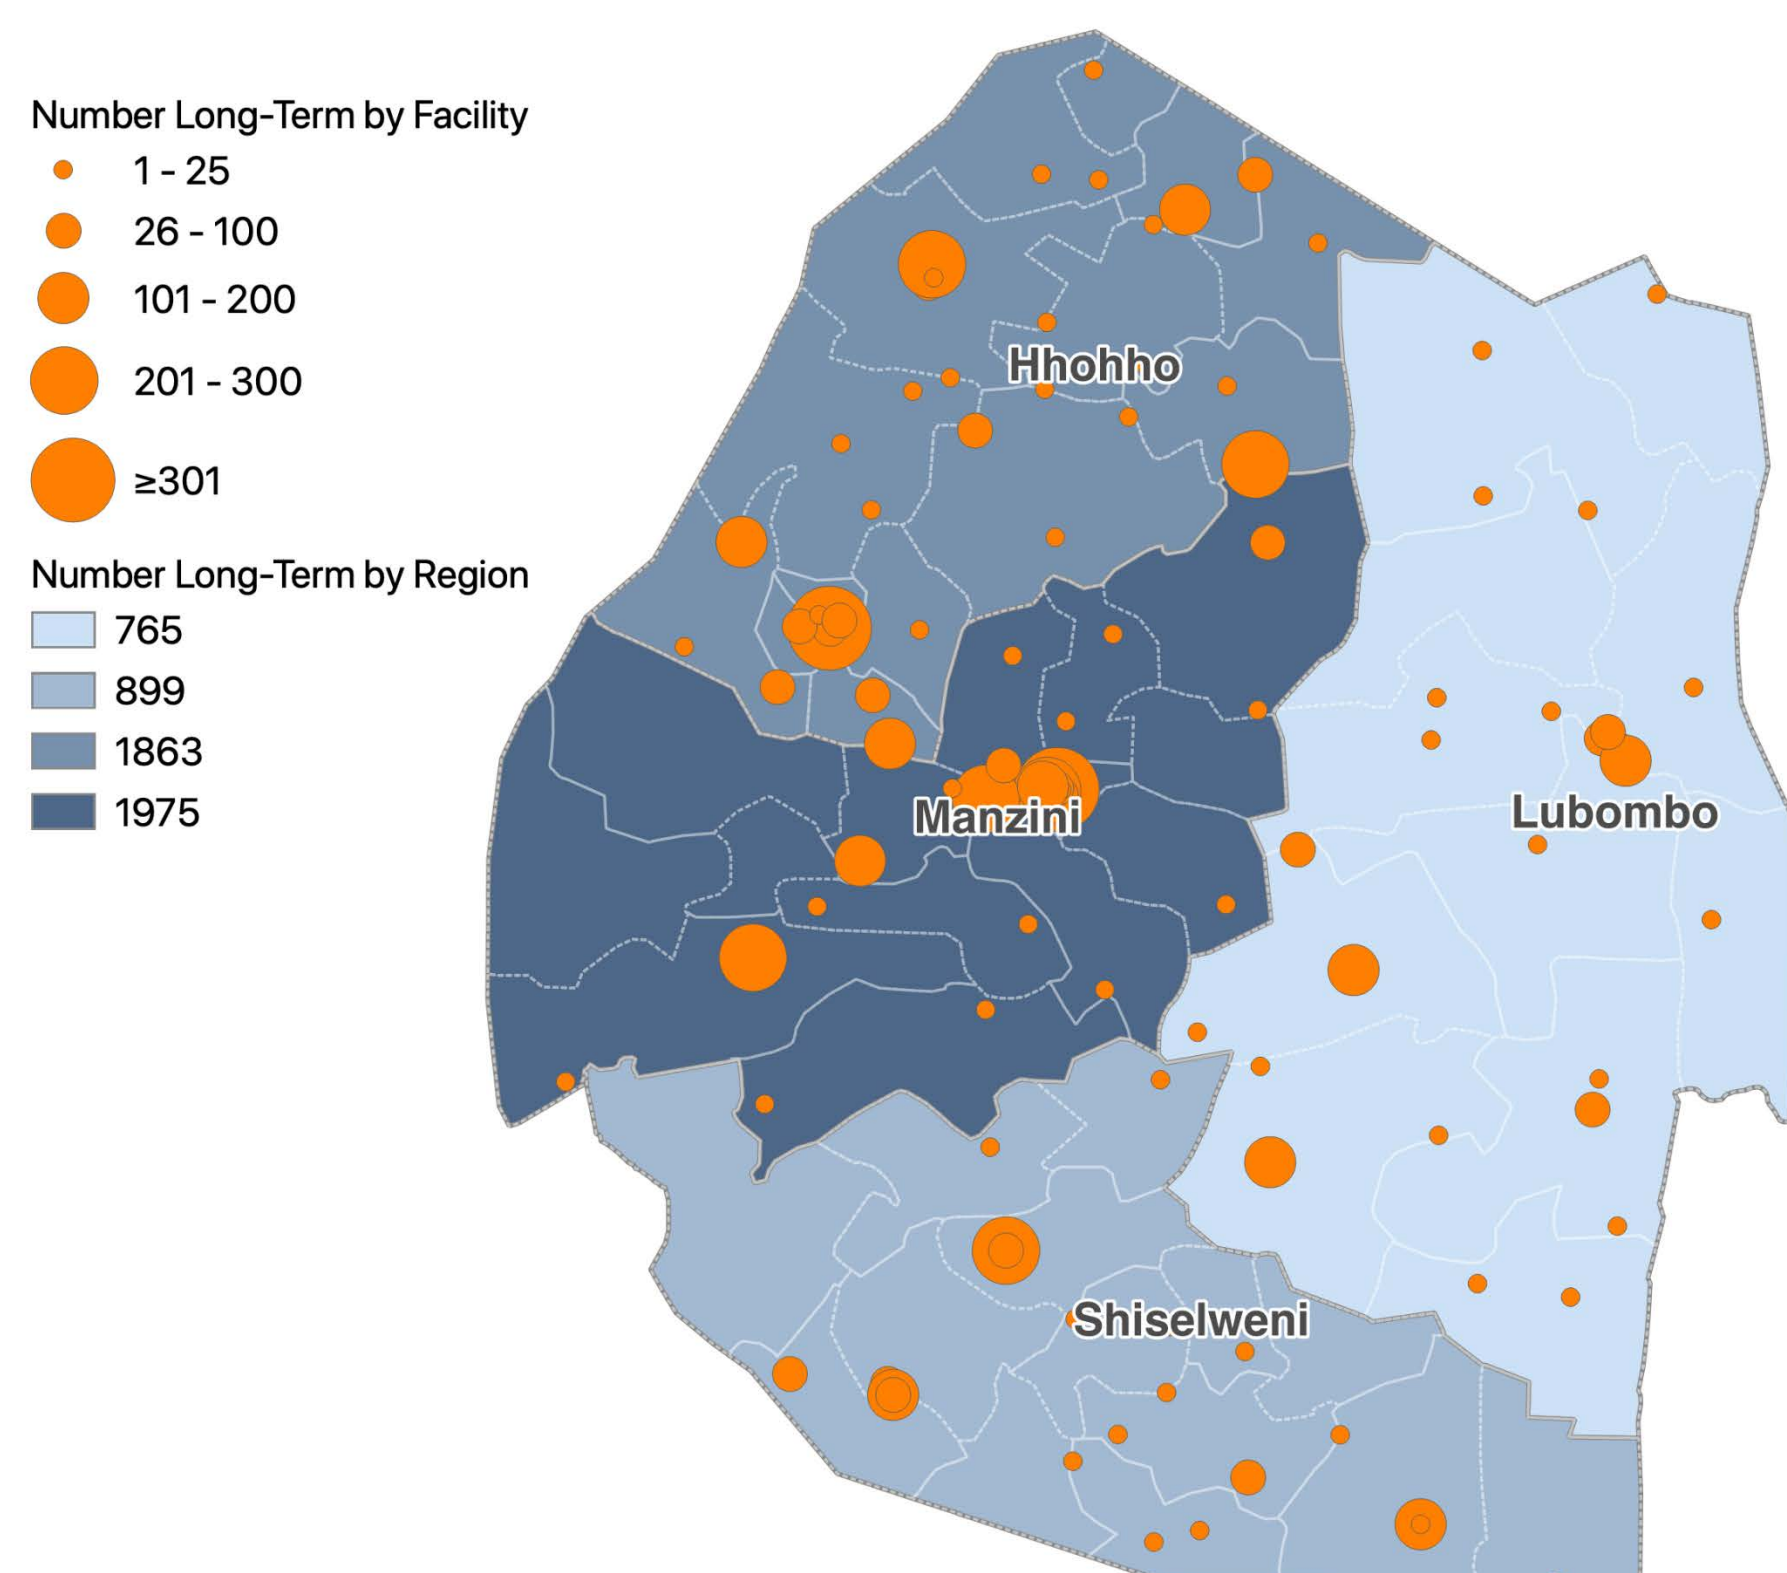 Number Long-Term by Facility
1 - 25
26 - 100
101 - 200
201 - 300
≥301
Number Long-Term by Region
765
899
1863
1975
Hhohho
Manzini
Lubombo
Shiselweni